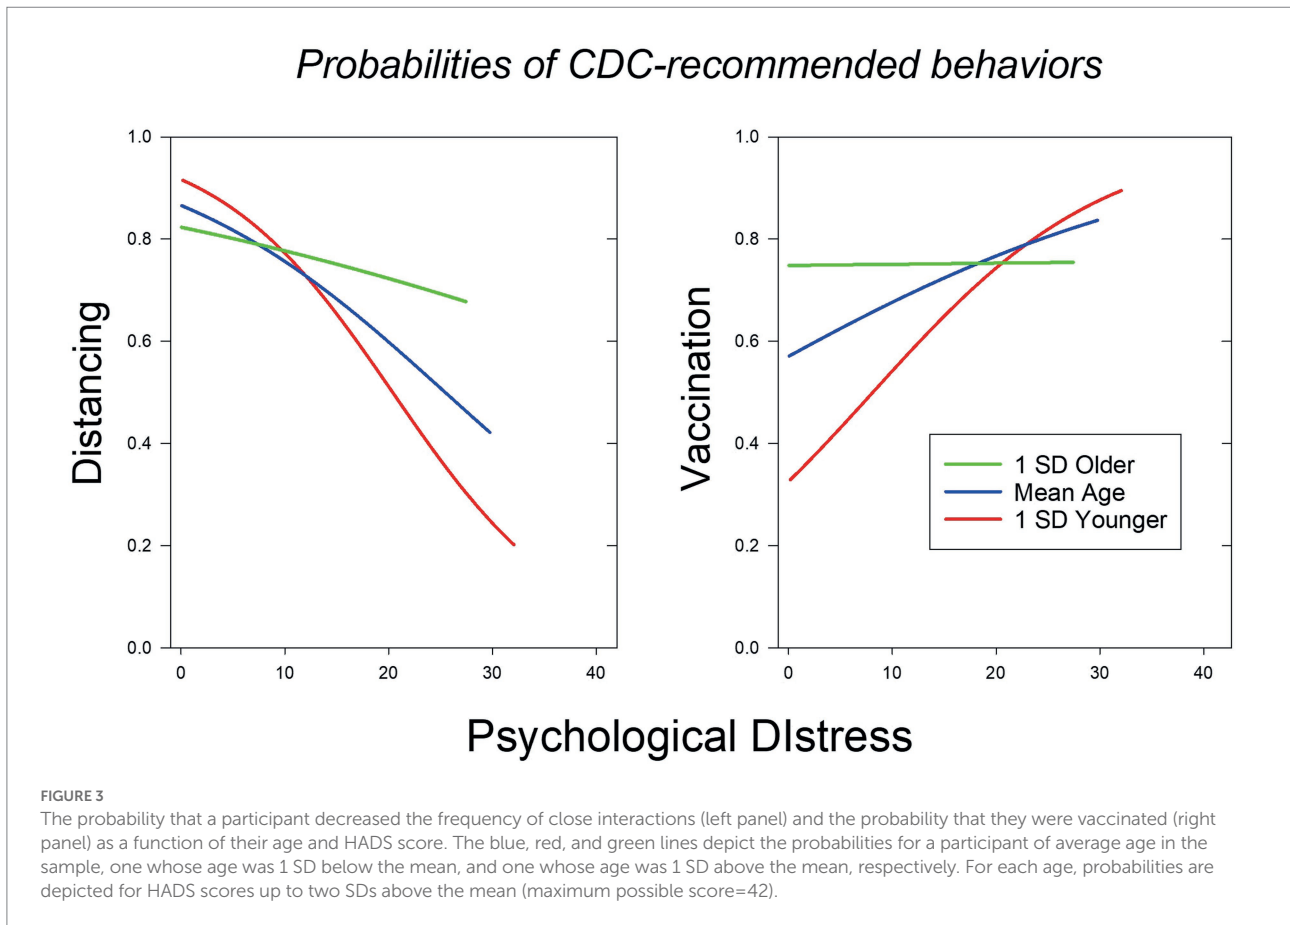 Probabilities of CDC-recommended behaviors
Distancing
1.0
0.8
0.6
0.4
0.2
0.0
0 10 20 30 40
Vaccination
1.0
0.8
0.6
0.4
0.2
0.0
0 10 20 30 40
1 SD Older
Mean Age
1 SD Younger
Psychological DIstress
FIGURE 3
The probability that a participant decreased the frequency of close interactions (left panel) and the probability that they were vaccinated (right
panel) as a function of their age and HADS score. The blue, red, and green lines depict the probabilities for a participant of average age in the
sample, one whose age was 1 SD below the mean, and one whose age was 1 SD above the mean, respectively. For each age, probabilities are
depicted for HADS scores up to two SDs above the mean (maximum possible score=42).